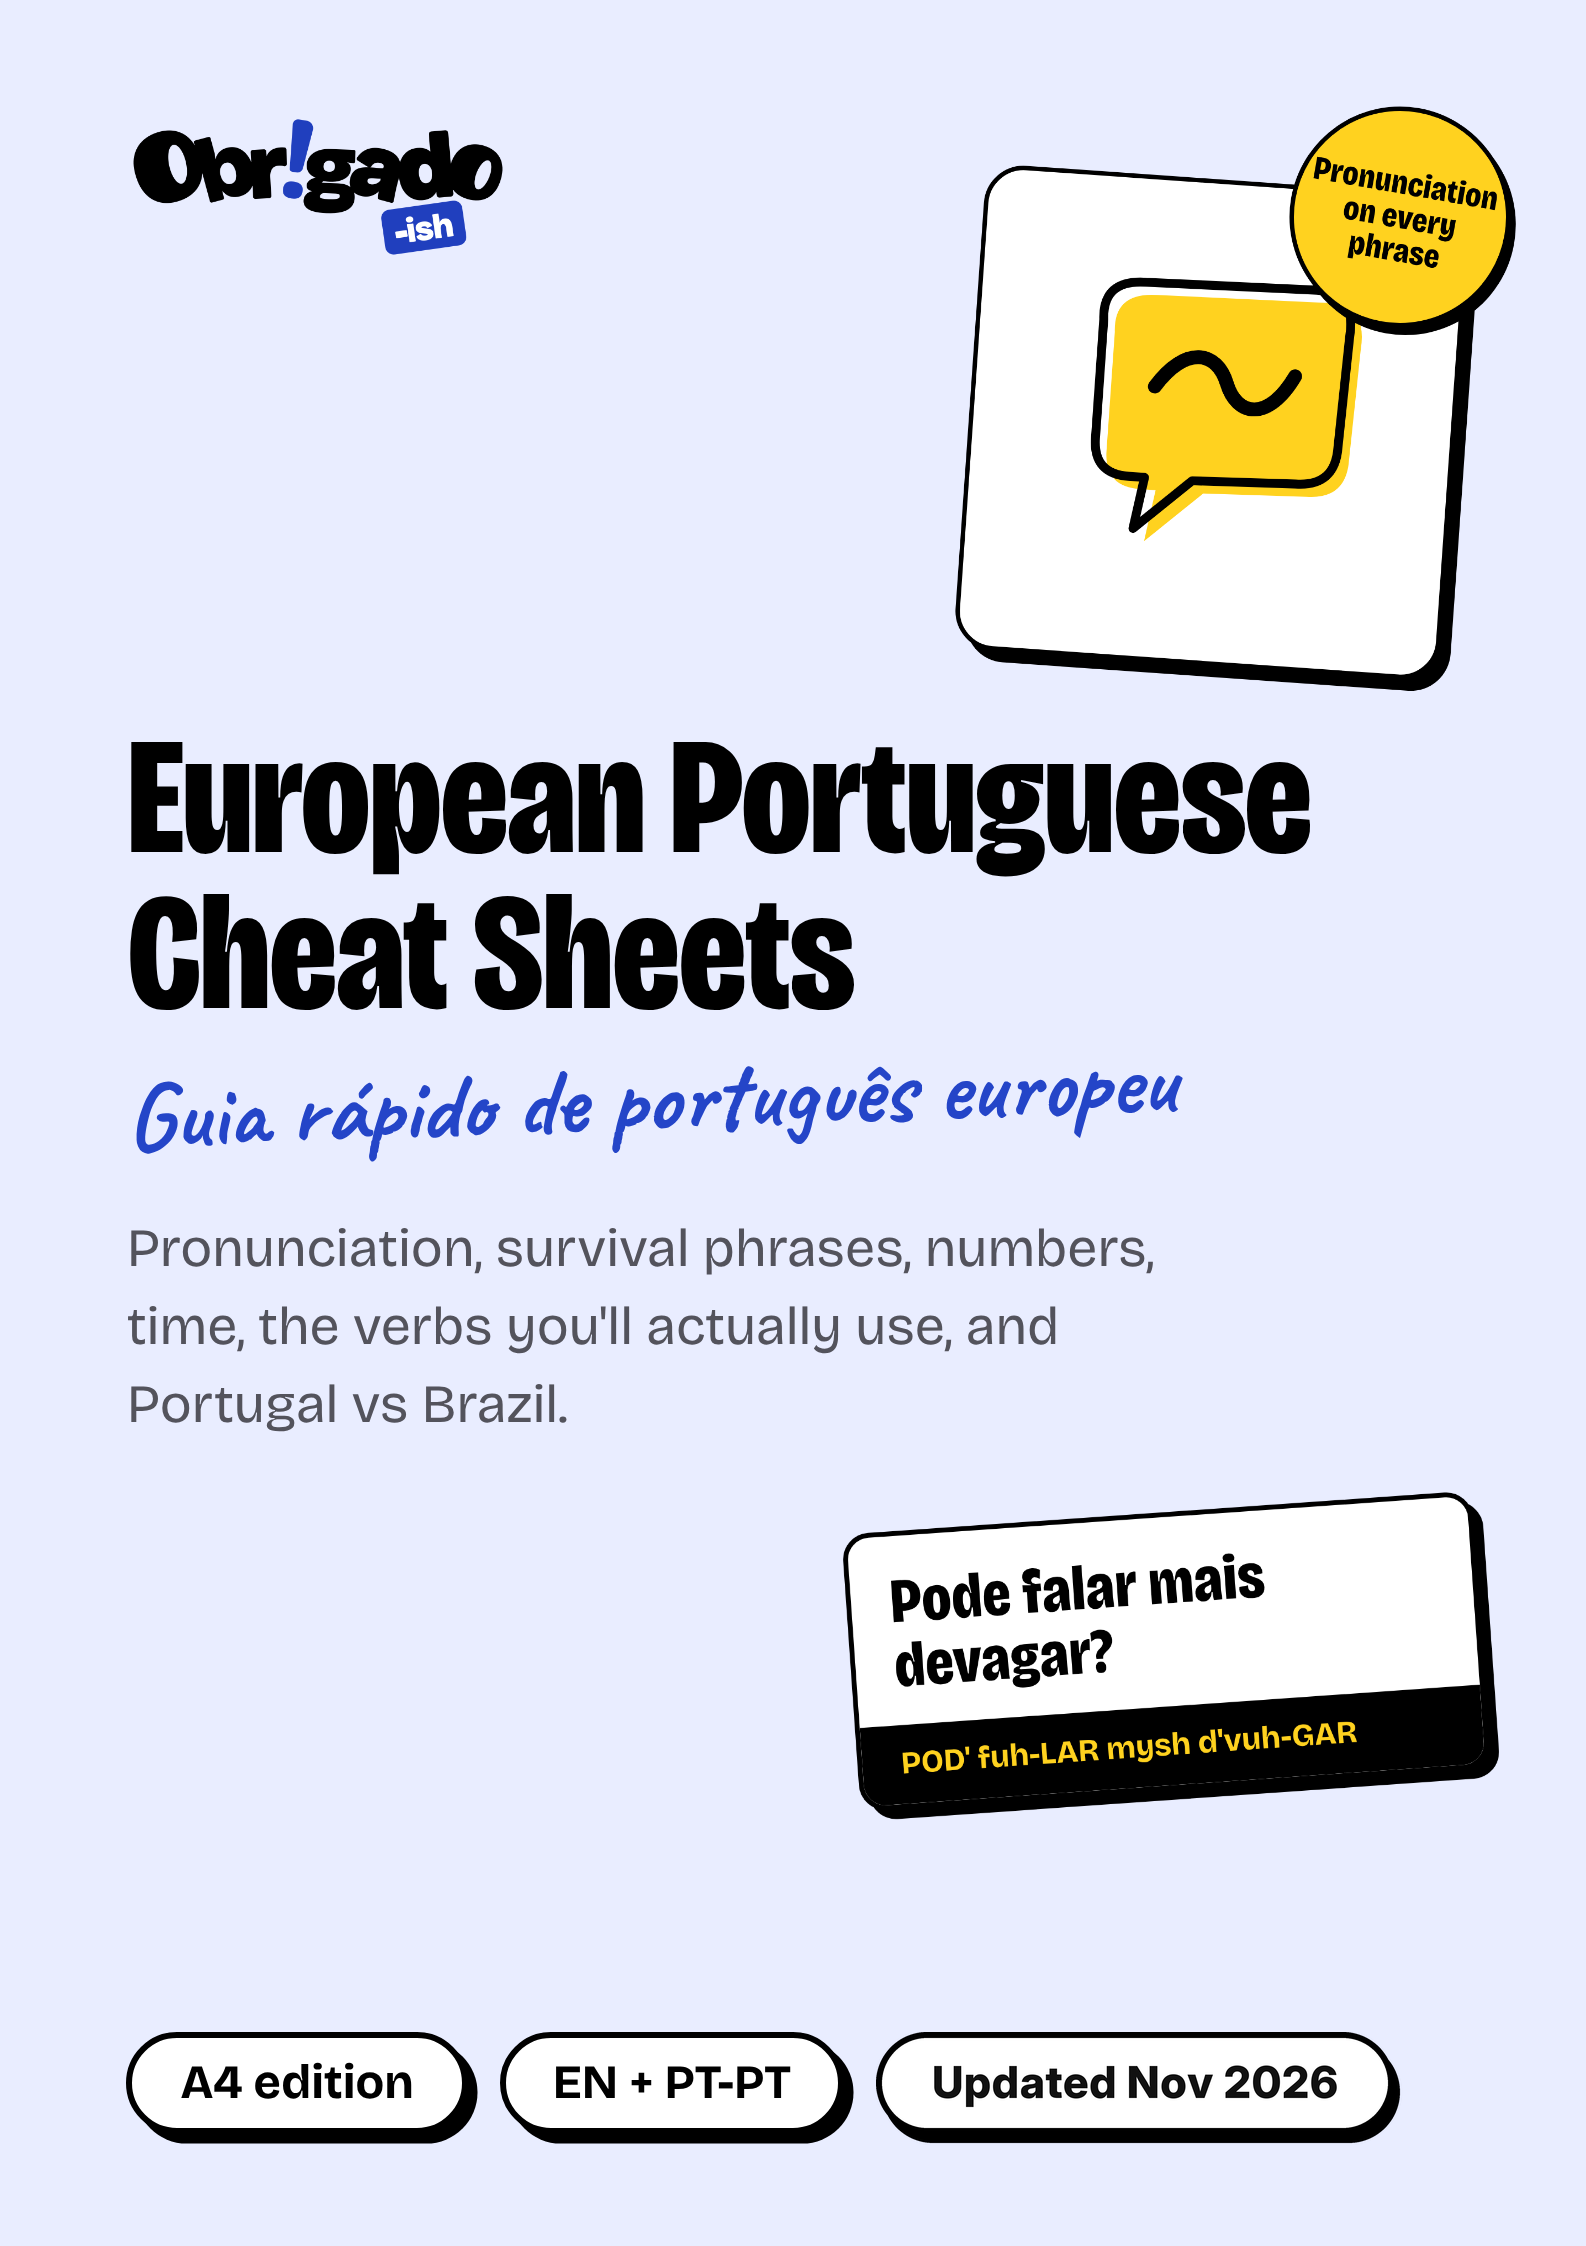 Obr!gado
-ish
Pronunciation
on every
phrase
European Portuguese
Cheat Sheets
Guia rápido de português europeu
Pronunciation, survival phrases, numbers,
time, the verbs you'll actually use, and
Portugal vs Brazil.
Pode falar mais
devagar?
POD' fuh-LAR mysh d'vuh-GAR
A4 edition
EN + PT-PT
Updated Nov 2026